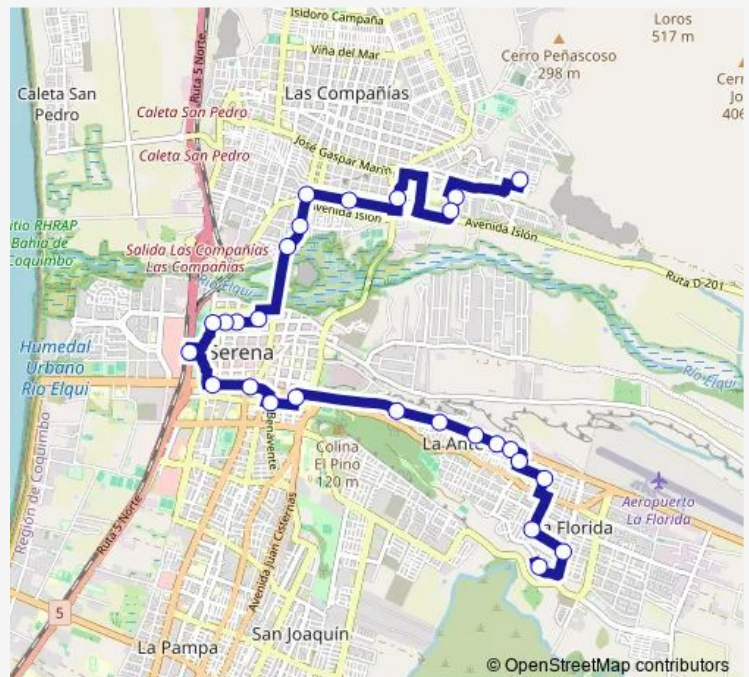 Isidoro Campaña
Loros
517 m
Viña del Mar
Cerro Peñascoso
298 m
Ruta 5 Norte
Caleta San
Pedro
Las Compañías
Caleta San Pedro
Caleta San Pedro
José Gaspar Marín
Avenida Islón
Avenida Islón
Bahía de
Coquimbo
Salida Las Compañías
Las Compañías
Ruta D-201
Río Elqui
Serena
Humedal
Urbano
Río Elqui
Río Elqui
Benavente
La Ante
Colina
El Pino
120 m
Aeropuerto
La Florida
Florida
Región de Coquimbo
Ruta 5 Norte
Avenida Juan Cisternas
5
San Joaquín
La Pampa
© OpenStreetMap contributors